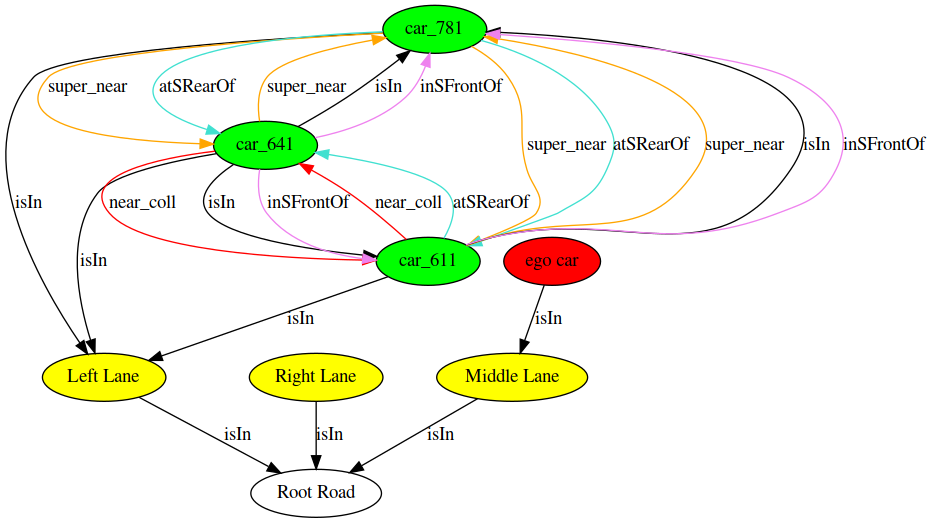 car_781
super_near
atSRearOf
super_near
isIn
inSFrontOf
car_641
super_near
atSRearOf
super_near
isIn
inSFrontOf
isIn
near_coll
isIn
inSFrontOf
near_coll
atSRearOf
isIn
car_611
ego car
isIn
isIn
Left Lane
Right Lane
Middle Lane
isIn
isIn
isIn
Root Road